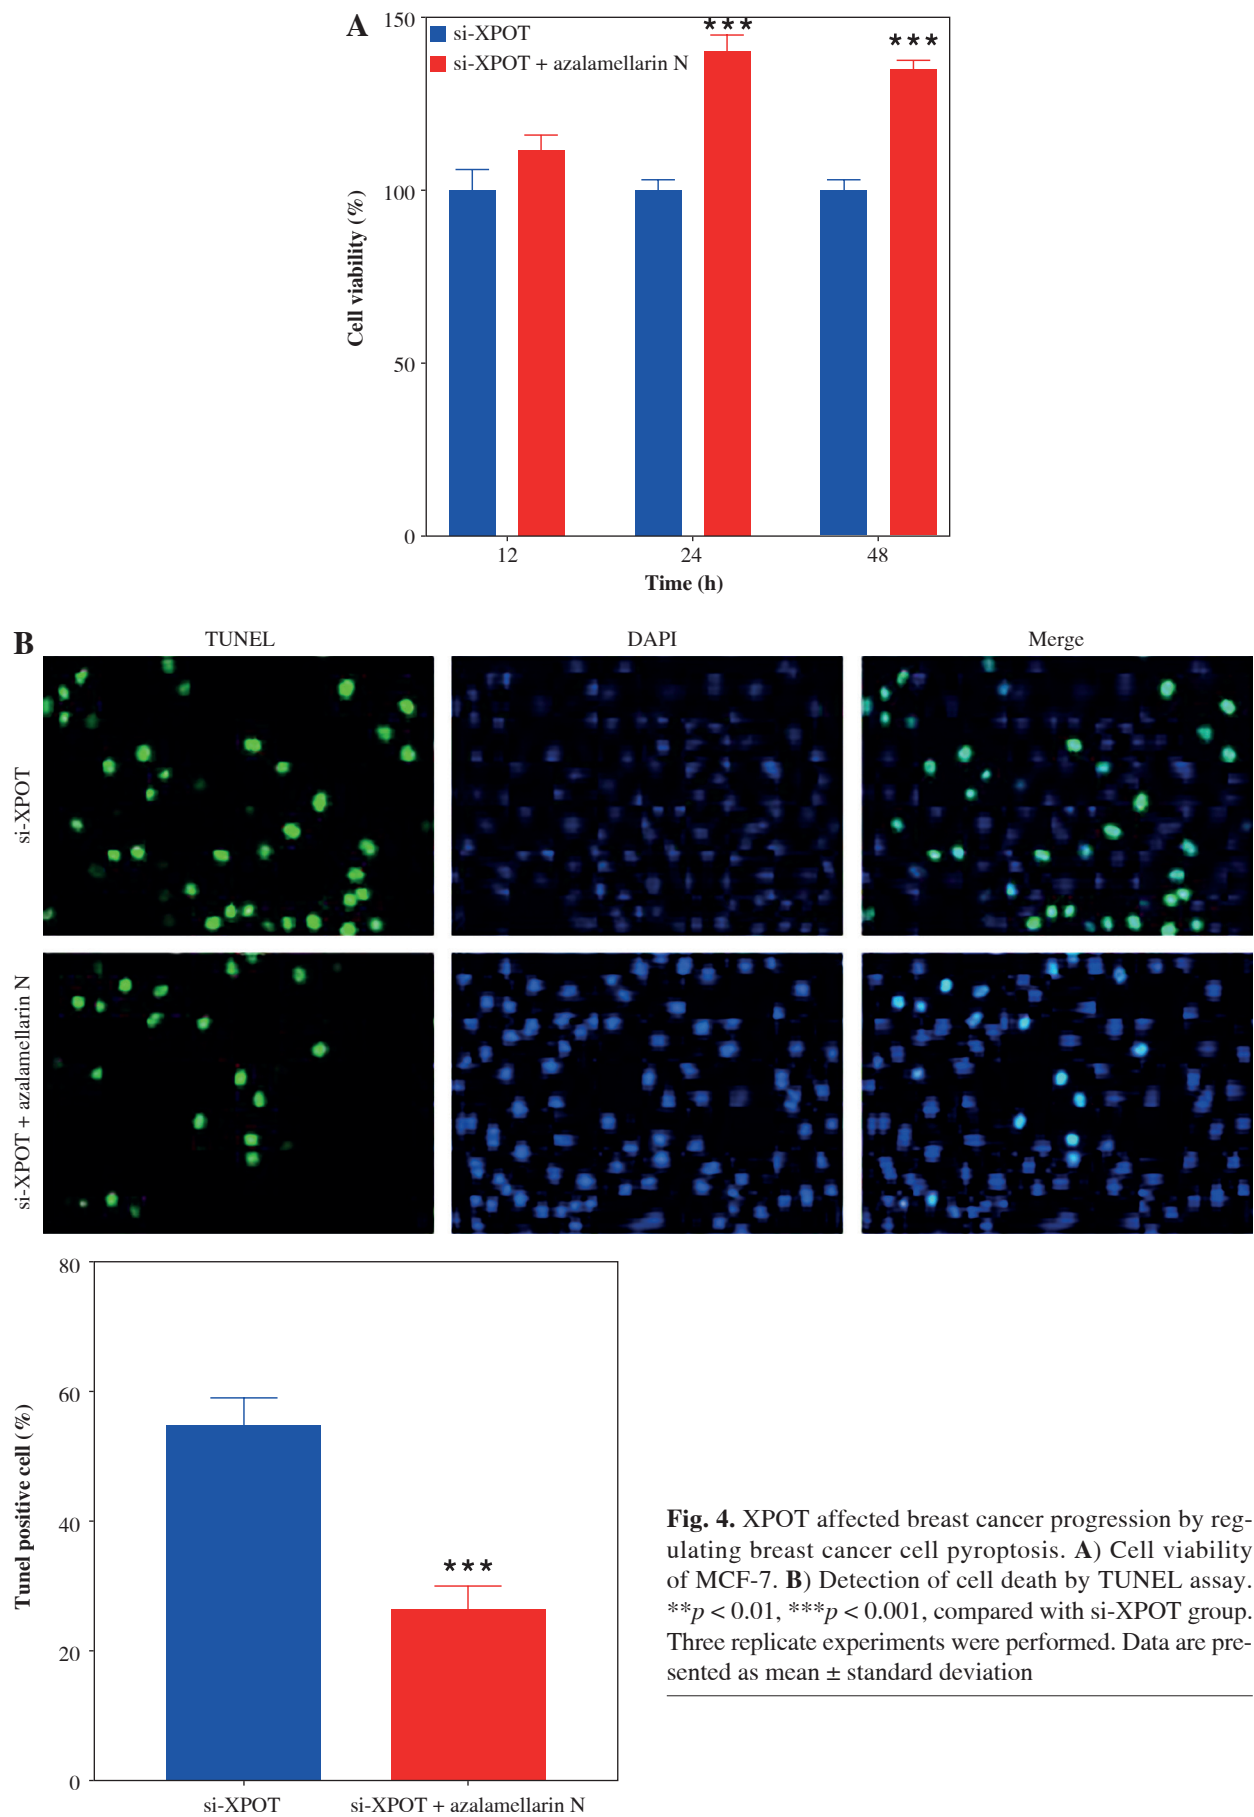 A
150
100
50
0
si-XPOT
si-XPOT + azalamellarin N
***
***
Cell viability (%)
12
24
48
Time (h)
B
TUNEL
DAPI
Merge
si-XPOT
si-XPOT + azalamellarin N
80
60
40
20
0
Tunel positive cell (%)
***
si-XPOT
si-XPOT + azalamellarin N
Fig. 4. XPOT affected breast cancer progression by reg-
ulating breast cancer cell pyroptosis. A) Cell viability
of MCF-7. B) Detection of cell death by TUNEL assay.
**p < 0.01, ***p < 0.001, compared with si-XPOT group.
Three replicate experiments were performed. Data are pre-
sented as mean ± standard deviation